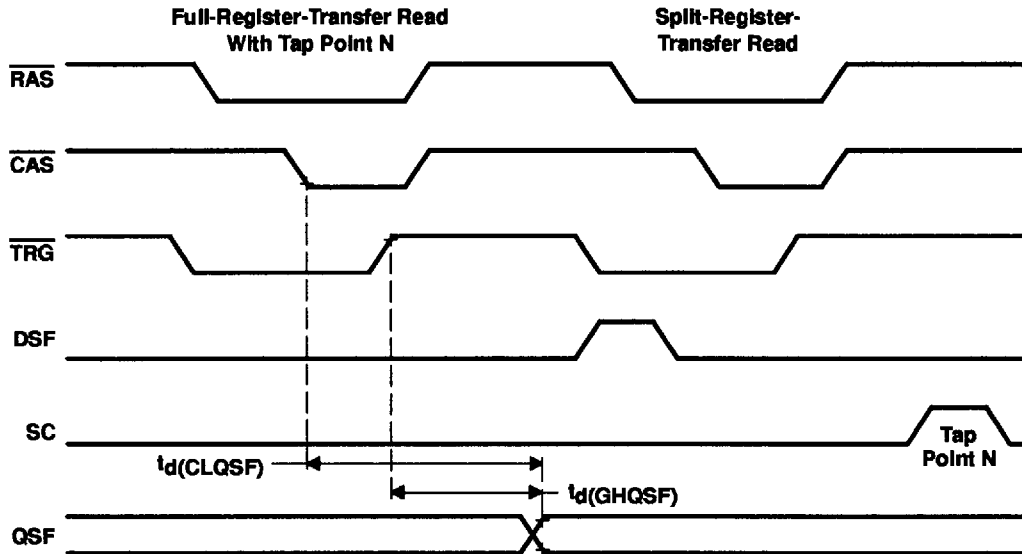 Full-Register-Transfer Read
With Tap Point N
Split-Register-
Transfer Read
RAS
CAS
TRG
DSF
SC
Tap
Point N
td(CLQSF)
td(GHQSF)
QSF